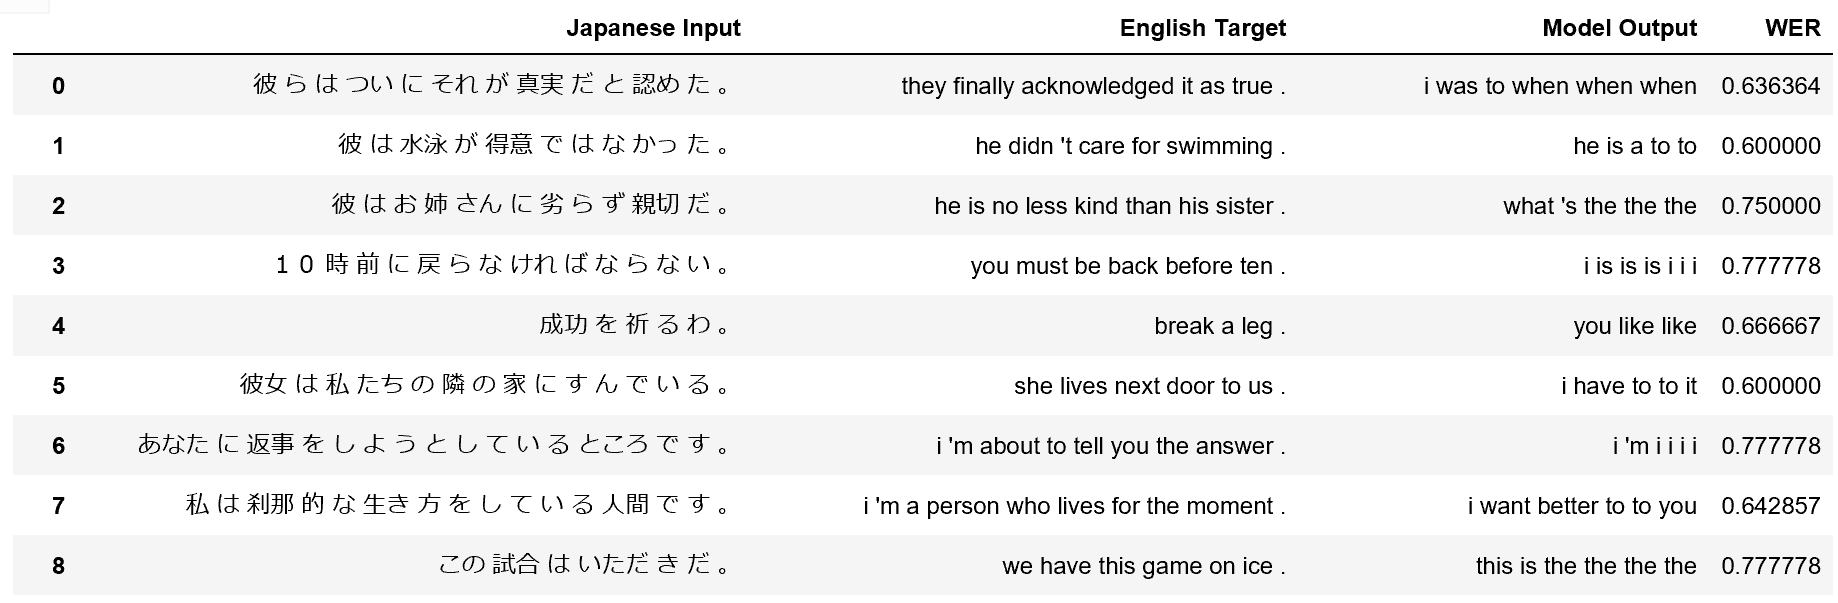 Japanese Input English Target Model Output WER
0 彼 ら は つい に それ が 真実 だ と 認め た 。 they finally acknowledged it as true . i was to when when when 0.636364
1 彼 は 水泳 が 得意 で は な かっ た 。 he didn 't care for swimming . he is a to to 0.600000
2 彼 は お 姉 さん に 劣 ら ず 親切 だ 。 he is no less kind than his sister . what 's the the the 0.750000
3 １ ０ 時 前 に 戻 ら な けれ ば な ら な い 。 you must be back before ten . i is is is i i i 0.777778
4 成功 を 祈 る わ 。 break a leg . you like like 0.666667
5 彼女 は 私 たち の 隣 の 家 に す ん で い る 。 she lives next door to us . i have to to it 0.600000
6 あなた に 返事 を し よ う と し て い る ところ で す 。 i 'm about to tell you the answer . i 'm i i i i 0.777778
7 私 は 刹那 的 な 生き 方 を し て い る 人間 で す 。 i 'm a person who lives for the moment . i want better to to you 0.642857
8 この 試合 は いただ き だ 。 we have this game on ice . this is the the the the 0.777778